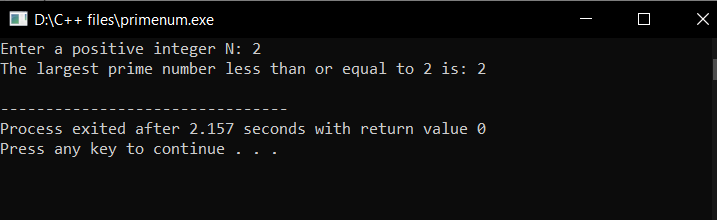 D:\C++ files\primenum.exe
Enter a positive integer N: 2
The largest prime number less than or equal to 2 is: 2
--------------------------------
Process exited after 2.157 seconds with return value 0
Press any key to continue . . .